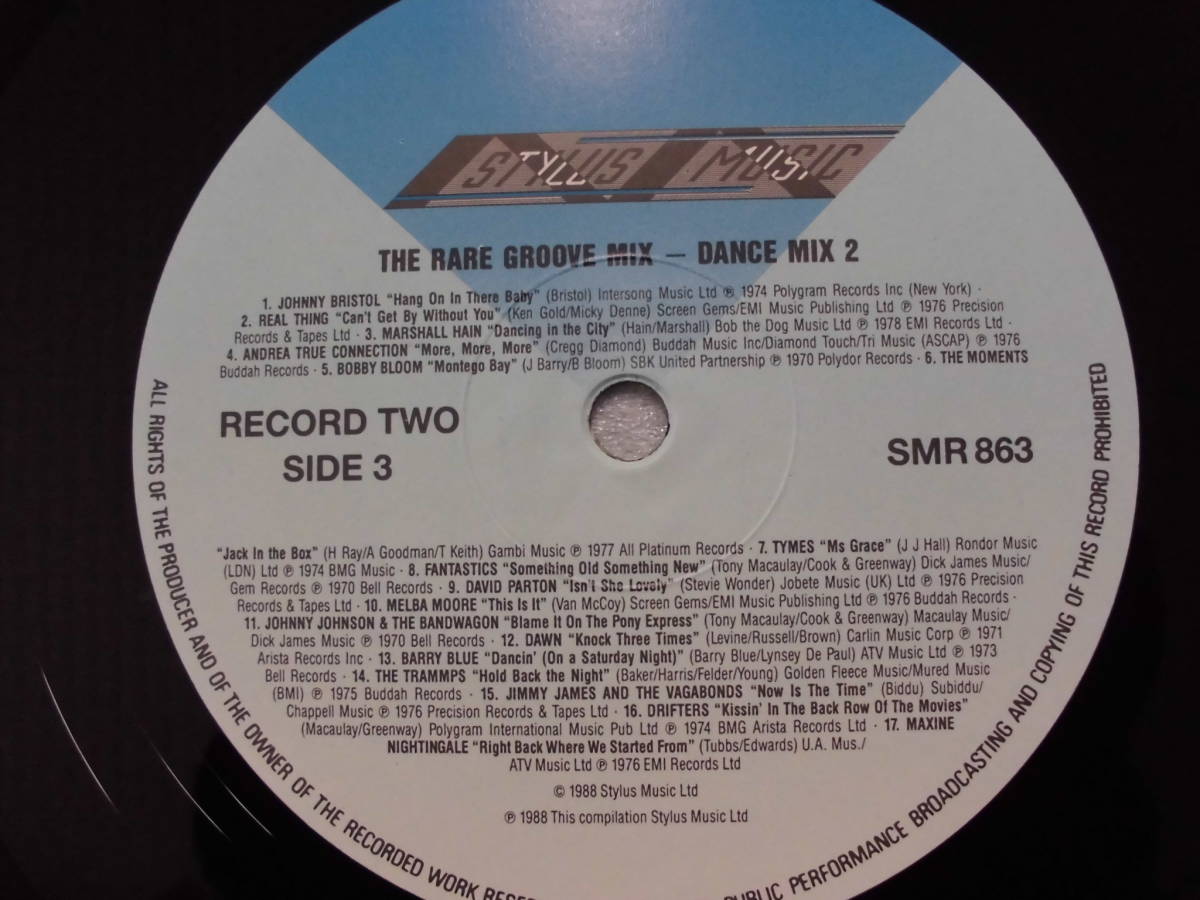 STYLUS MUSIC
THE RARE GROOVE MIX – DANCE MIX 2
1. JOHNNY BRISTOL "Hang On In There Baby" (Bristol) Intersong Music Ltd ℗ 1974 Polygram Records Inc (New York) ·
2. REAL THING "Can't Get By Without You" (Ken Gold/Micky Denne) Screen Gems/EMI Music Publishing Ltd ℗ 1976 Precision
Records & Tapes Ltd · 3. MARSHALL HAIN "Dancing in the City" (Hain/Marshall) Bob the Dog Music Ltd ℗ 1978 EMI Records Ltd ·
4. ANDREA TRUE CONNECTION "More, More, More" (Cregg Diamond) Buddah Music Inc/Diamond Touch/Tri Music (ASCAP) ℗ 1976
Buddah Records · 5. BOBBY BLOOM "Montego Bay" (J Barry/B Bloom) SBK United Partnership ℗ 1970 Polydor Records · 6. THE MOMENTS
RECORD TWO
SIDE 3
SMR 863
"Jack In the Box" (H Ray/A Goodman/T Keith) Gambi Music ℗ 1977 All Platinum Records · 7. TYMES "Ms Grace" (J J Hall) Rondor Music
(LDN) Ltd ℗ 1974 BMG Music · 8. FANTASTICS "Something Old Something New" (Tony Macaulay/Cook & Greenway) Dick James Music/
Gem Records ℗ 1970 Bell Records · 9. DAVID PARTON "Isn't She Lovely" (Stevie Wonder) Jobete Music (UK) Ltd ℗ 1976 Precision
Records & Tapes Ltd · 10. MELBA MOORE "This Is It" (Van McCoy) Screen Gems/EMI Music Publishing Ltd ℗ 1976 Buddah Records ·
11. JOHNNY JOHNSON & THE BANDWAGON "Blame It On The Pony Express" (Tony Macaulay/Cook & Greenway) Macaulay Music/
Dick James Music ℗ 1970 Bell Records · 12. DAWN "Knock Three Times" (Levine/Russell/Brown) Carlin Music Corp ℗ 1971
Arista Records Inc · 13. BARRY BLUE "Dancin' (On a Saturday Night)" (Barry Blue/Lynsey De Paul) ATV Music Ltd ℗ 1973
Bell Records · 14. THE TRAMMPS "Hold Back the Night" (Baker/Harris/Felder/Young) Golden Fleece Music/Mured Music
(BMI) ℗ 1975 Buddah Records · 15. JIMMY JAMES AND THE VAGABONDS "Now Is The Time" (Biddu) Subiddu/
Chappell Music ℗ 1976 Precision Records & Tapes Ltd · 16. DRIFTERS "Kissin' In The Back Row Of The Movies"
(Macaulay/Greenway) Polygram International Music Pub Ltd ℗ 1974 BMG Arista Records Ltd · 17. MAXINE
NIGHTINGALE "Right Back Where We Started From" (Tubbs/Edwards) U.A. Mus./
ATV Music Ltd ℗ 1976 EMI Records Ltd
© 1988 Stylus Music Ltd
℗ 1988 This compilation Stylus Music Ltd
ALL RIGHTS OF THE PRODUCER AND OF THE OWNER OF THE RECORDED WORK
PUBLIC PERFORMANCE BROADCASTING AND COPYING OF THIS RECORD PROHIBITED